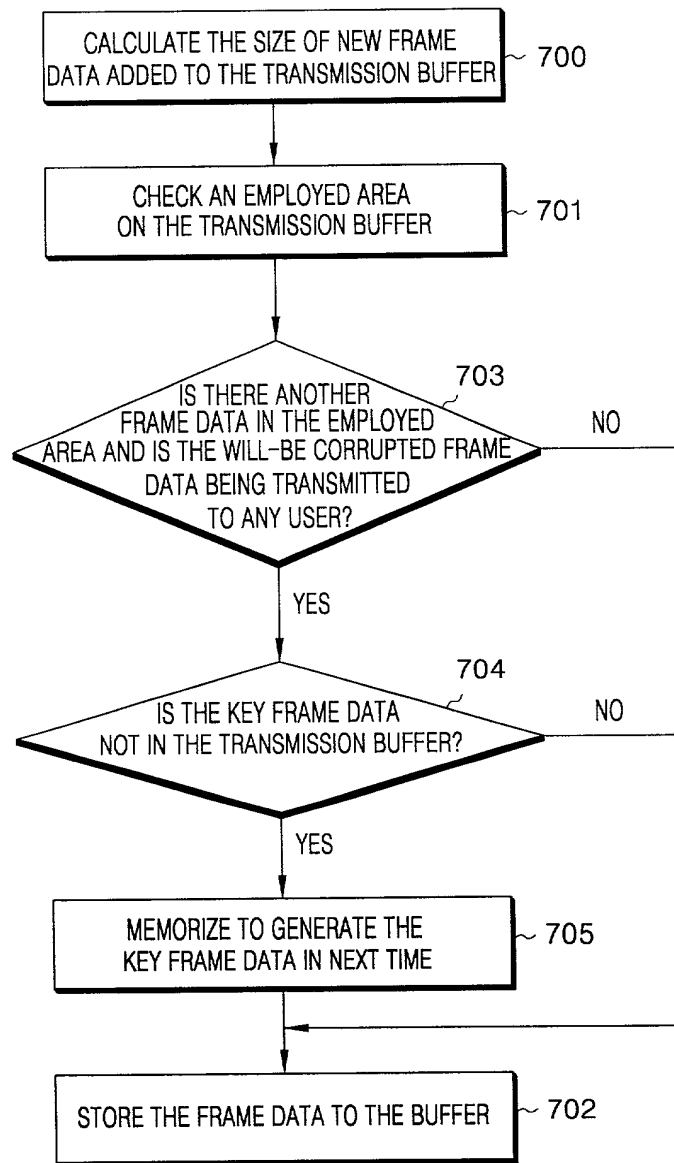 CALCULATE THE SIZE OF NEW FRAME
DATA ADDED TO THE TRANSMISSION BUFFER
700
CHECK AN EMPLOYED AREA
ON THE TRANSMISSION BUFFER
701
703
IS THERE ANOTHER
FRAME DATA IN THE EMPLOYED
AREA AND IS THE WILL-BE CORRUPTED FRAME
DATA BEING TRANSMITTED
TO ANY USER?
NO
YES
704
IS THE KEY FRAME DATA
NOT IN THE TRANSMISSION BUFFER?
NO
YES
MEMORIZE TO GENERATE THE
KEY FRAME DATA IN NEXT TIME
705
STORE THE FRAME DATA TO THE BUFFER
702